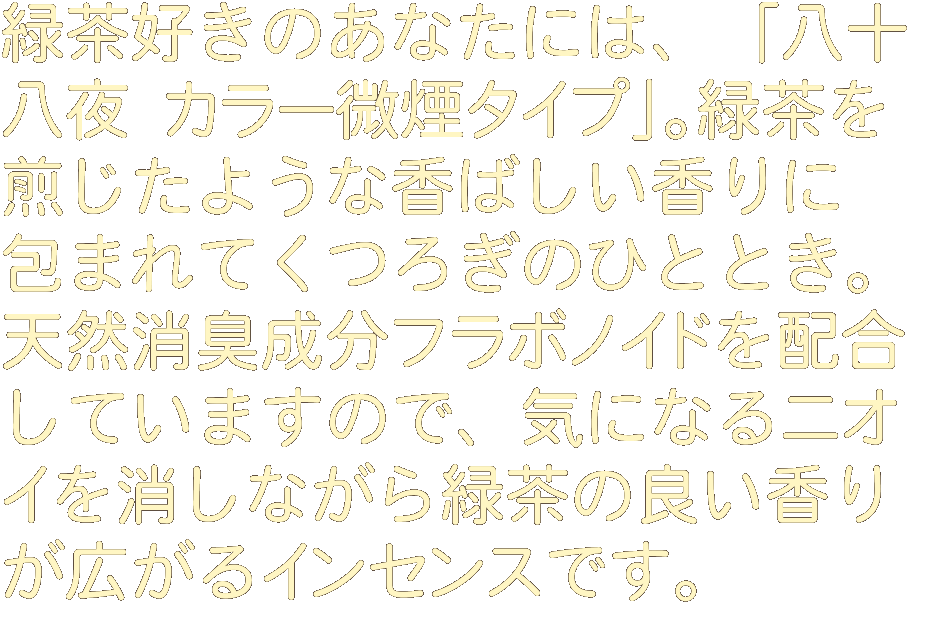 緑茶好きのあなたには、「八十
八夜 カラー微煙タイプ」。緑茶を
煎じたような香ばしい香りに
包まれてくつろぎのひととき。
天然消臭成分フラボノイドを配合
していますので、気になるニオ
イを消しながら緑茶の良い香り
が広がるインセンスです。